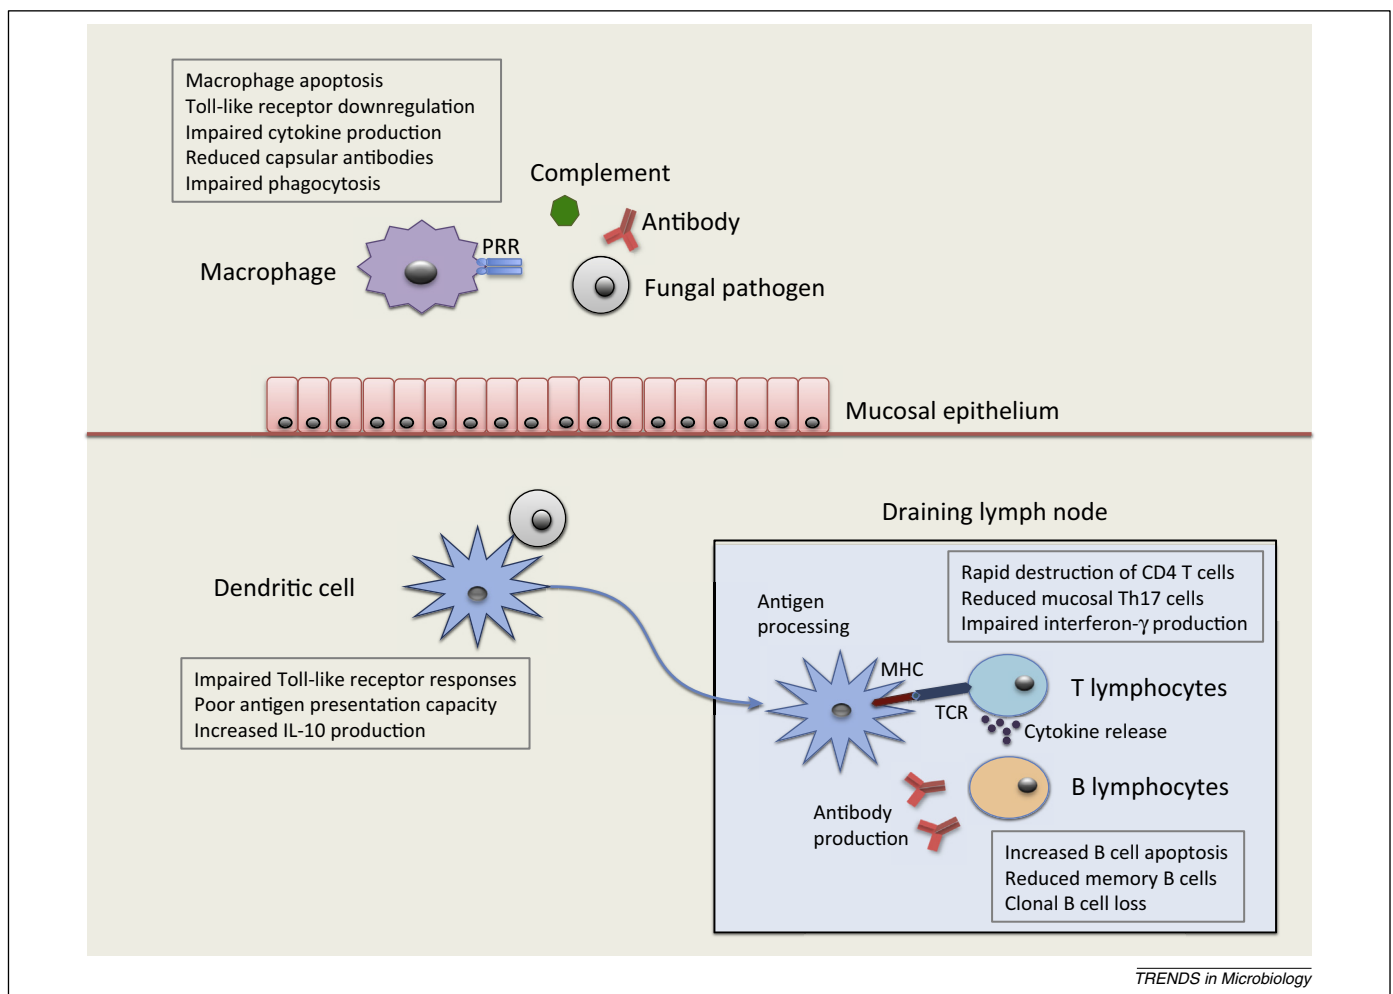 Macrophage apoptosis
Toll-like receptor downregulation
Impaired cytokine production
Reduced capsular antibodies
Impaired phagocytosis
Complement
Antibody
PRR
Macrophage
Fungal pathogen
Mucosal epithelium
Draining lymph node
Dendritic cell
Impaired Toll-like receptor responses
Poor antigen presentation capacity
Increased IL-10 production
Rapid destruction of CD4 T cells
Reduced mucosal Th17 cells
Impaired interferon-γ production
Antigen
processing
MHC
TCR
T lymphocytes
Cytokine release
B lymphocytes
Antibody
production
Increased B cell apoptosis
Reduced memory B cells
Clonal B cell loss
TRENDS in Microbiology